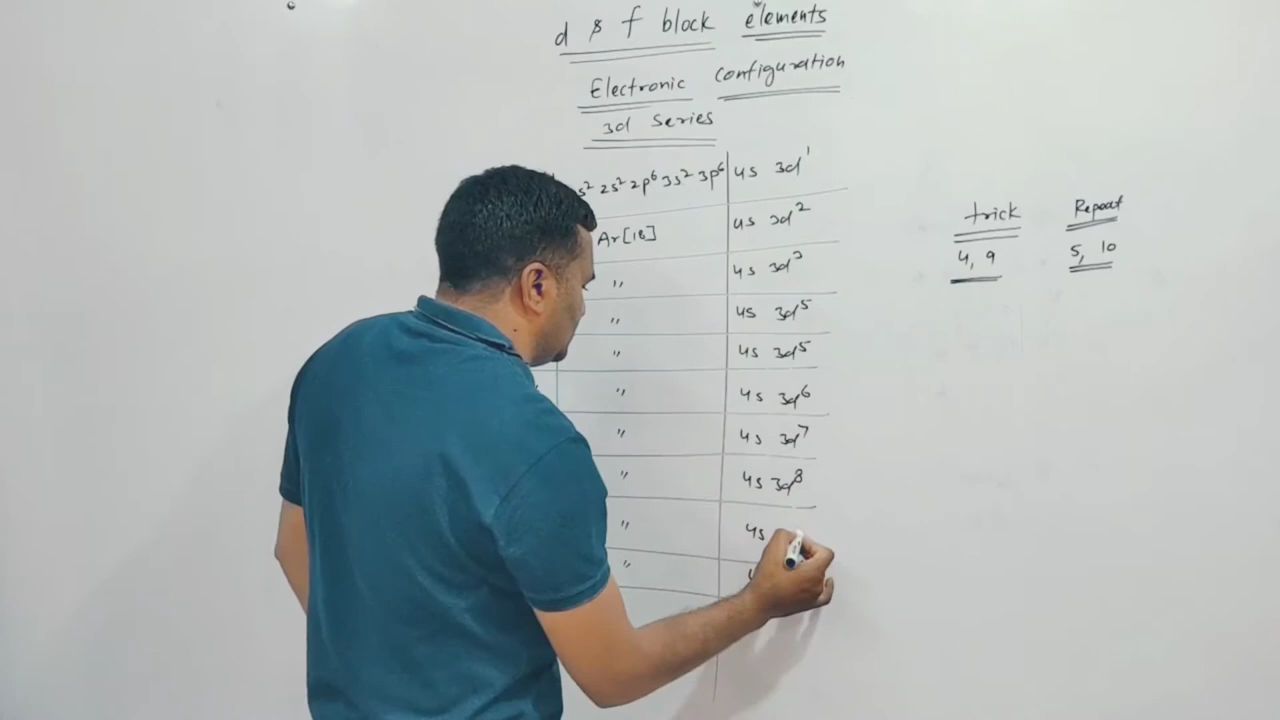 d & f block elements
Electronic Configuration
3d Series
s² 2s² 2p⁶ 3s² 3p⁶ 4s 3d¹
Ar[18] 4s 3d²
" 4s 3d³
" 4s 3d⁵
" 4s 3d⁵
" 4s 3d⁶
" 4s 3d⁷
" 4s 3d⁸
" 4s
"
trick Repeat
4, 9 5, 10